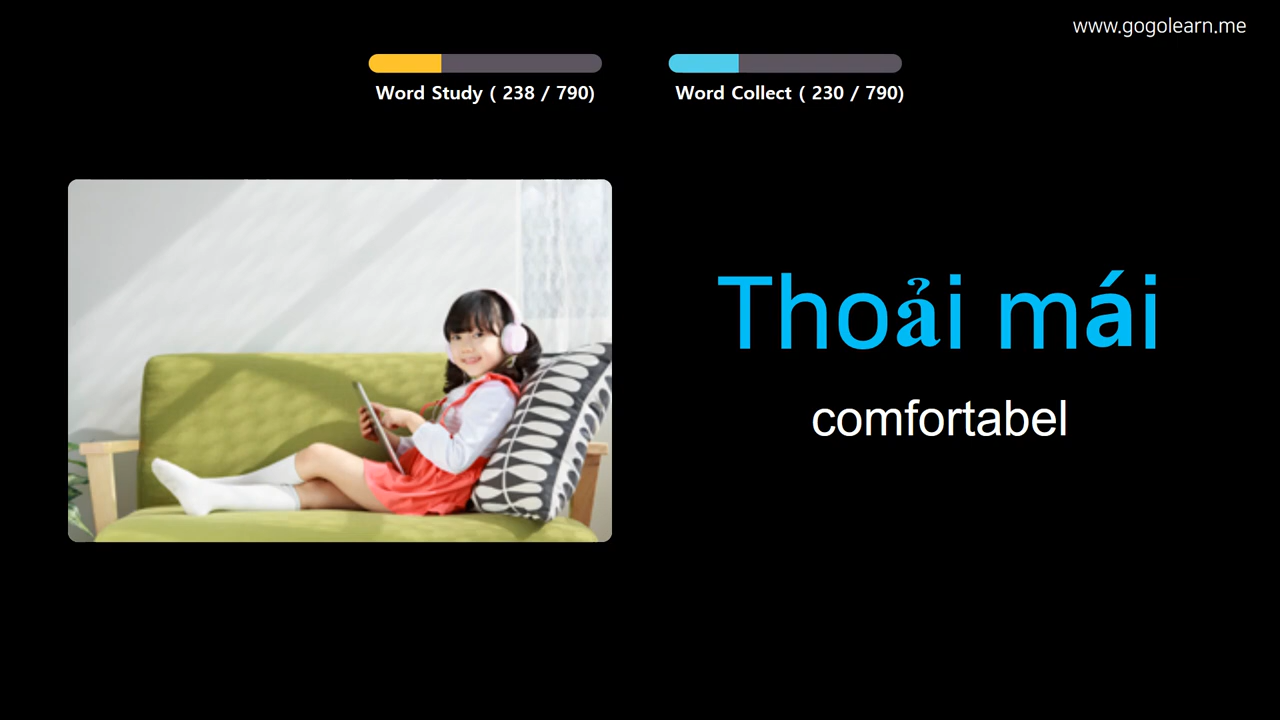 www.gogolearn.me
Word Study ( 238 / 790)
Word Collect ( 230 / 790)
Thoải mái
comfortabel